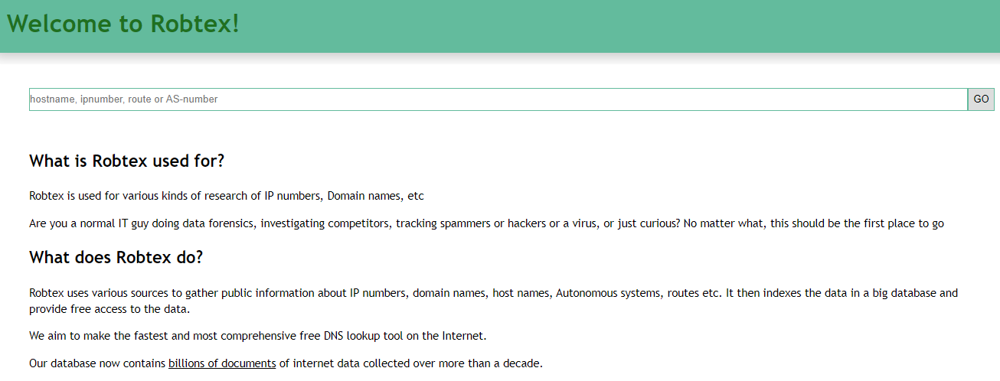 Welcome to Robtex!
hostname, ipnumber, route or AS-number
GO
What is Robtex used for?
Robtex is used for various kinds of research of IP numbers, Domain names, etc
Are you a normal IT guy doing data forensics, investigating competitors, tracking spammers or hackers or a virus, or just curious? No matter what, this should be the first place to go
What does Robtex do?
Robtex uses various sources to gather public information about IP numbers, domain names, host names, Autonomous systems, routes etc. It then indexes the data in a big database and
provide free access to the data.
We aim to make the fastest and most comprehensive free DNS lookup tool on the Internet.
Our database now contains billions of documents of internet data collected over more than a decade.